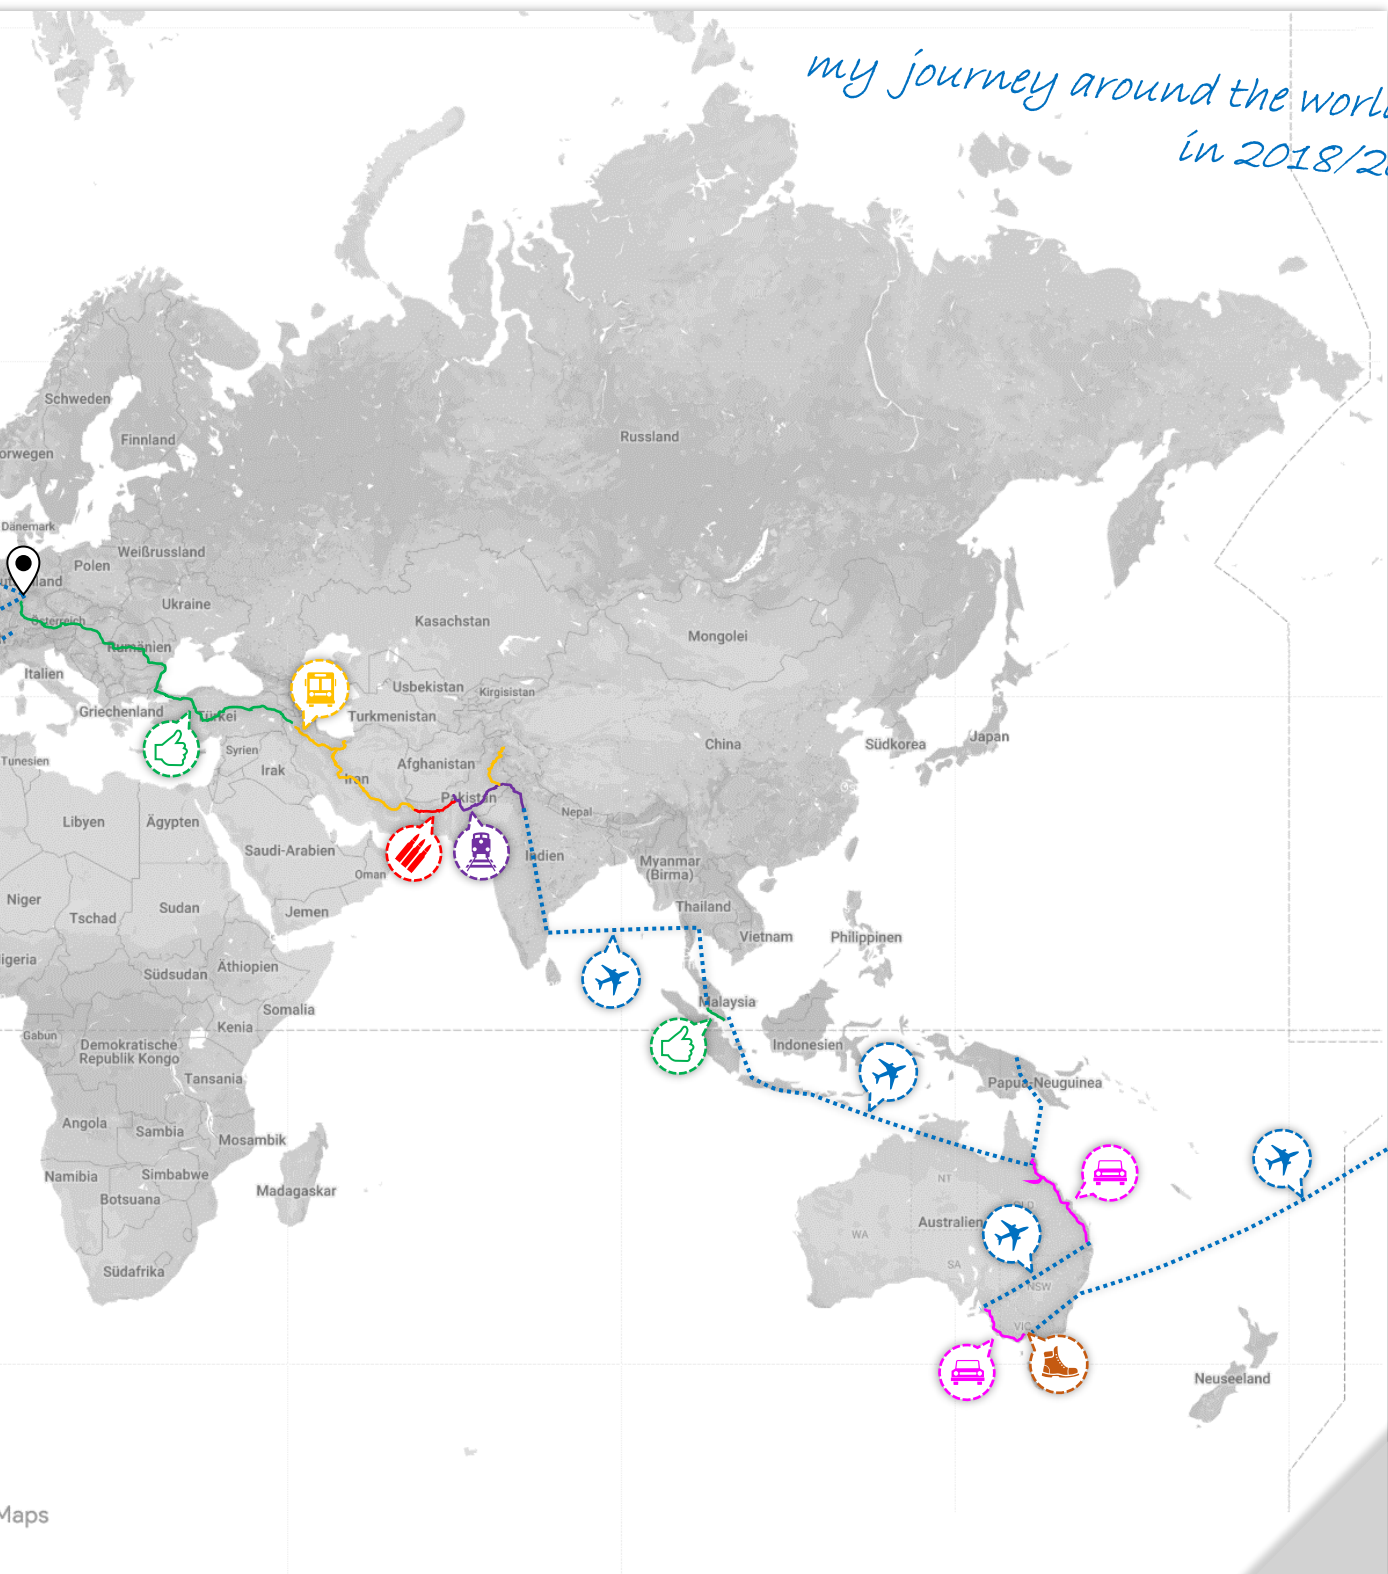 my journey around the worl
in 2018/2
Schweden
Finnland
orwegen
Russland
Dänemark
Weißrussland
Polen
land
Ukraine
Österreich
Kasachstan
Mongolei
Rumänien
Italien
Usbekistan
Kirgisistan
Griechenland
Türkei
Turkmenistan
Japan
Südkorea
China
Syrien
Tunesien
Irak
Afghanistan
Iran
Pakistan
Nepal
Libyen
Ägypten
Saudi-Arabien
Indien
Myanmar
(Birma)
Oman
Niger
Tschad
Sudan
Jemen
Thailand
Vietnam
Philippinen
igeria
Südsudan
Äthiopien
Malaysia
Somalia
Kenia
Gabun
Demokratische
Republik Kongo
Indonesien
Tansania
Papua-Neuguinea
Angola
Sambia
Mosambik
Namibia
Simbabwe
NT
Madagaskar
Botsuana
QLD
Australien
WA
SA
Südafrika
NSW
VIC
Neuseeland
Maps